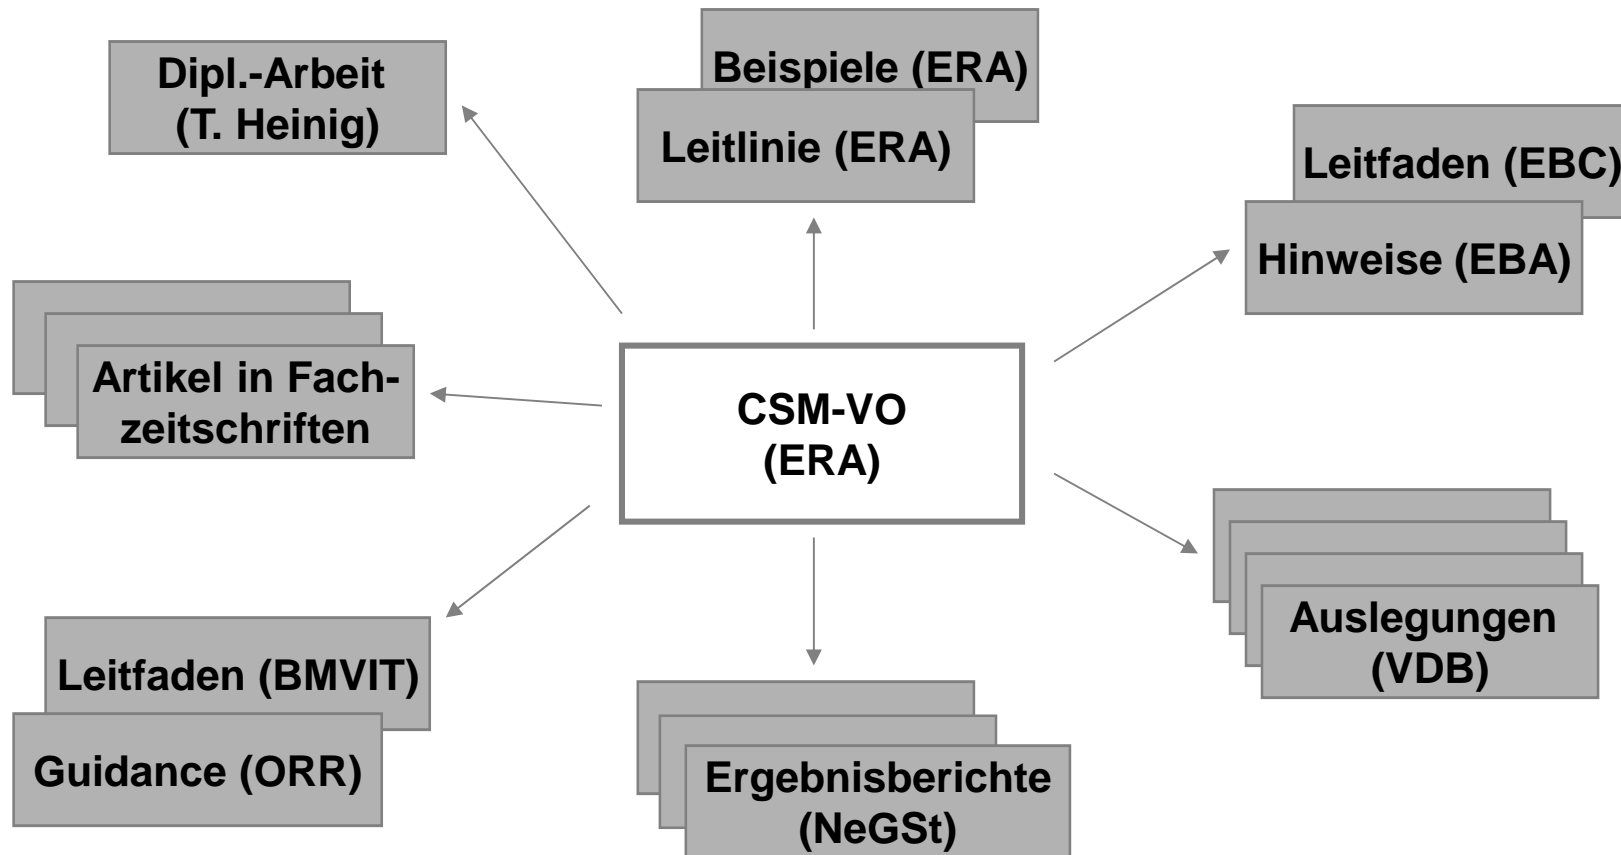 Dipl.-Arbeit
(T. Heinig)
Beispiele (ERA)
Leitlinie (ERA)
Leitfaden (EBC)
Hinweise (EBA)
Artikel in Fach-
zeitschriften
CSM-VO
(ERA)
Auslegungen
(VDB)
Leitfaden (BMVIT)
Guidance (ORR)
Ergebnisberichte
(NeGSt)